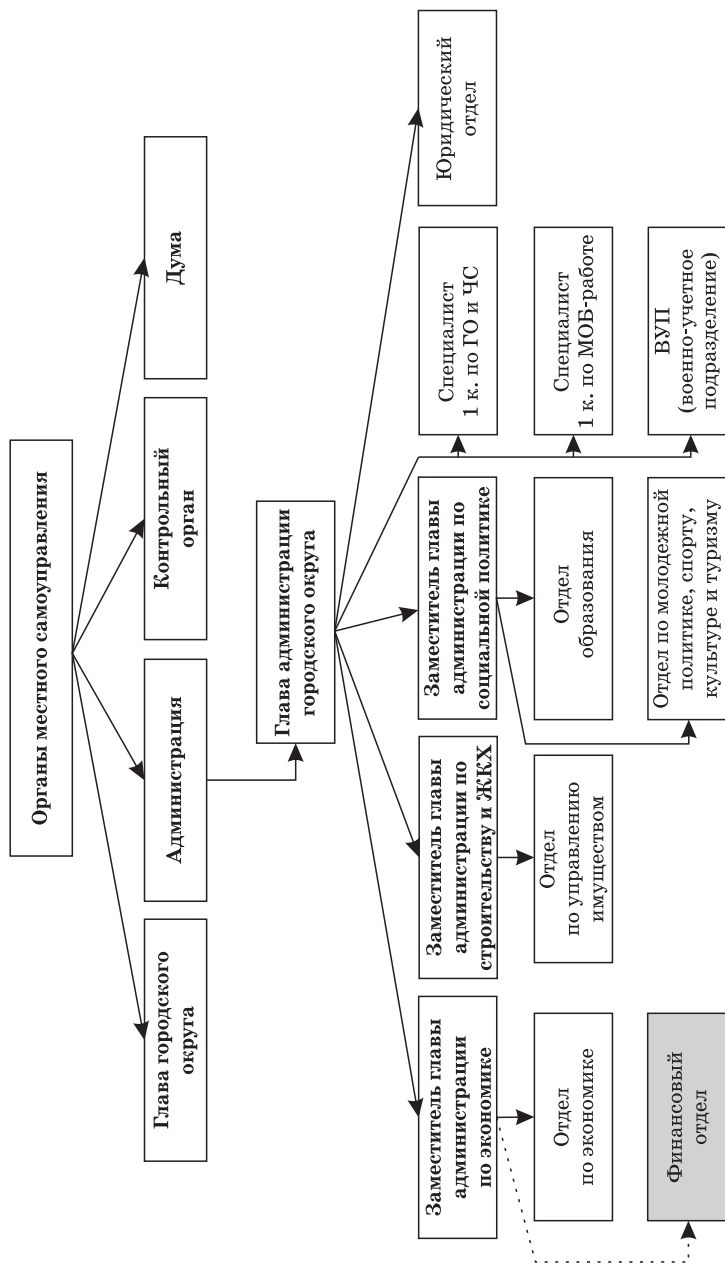 Органы местного самоуправления
Глава городского
округа
Администрация
Контрольный
орган
Дума
Глава администрации
городского округа
Заместитель главы
администрации
по экономике
Заместитель главы
администрации по
строительству и ЖКХ
Заместитель главы
администрации по
социальной политике
Специалист
1 к. по ГО и ЧС
Юридический
отдел
Отдел
по экономике
Отдел
по управлению
имуществом
Отдел
образования
Специалист
1 к. по МОБ-работе
Финансовый
отдел
Отдел по молодежной
политике, спорту,
культуре и туризму
ВУП
(военно-учетное
подразделение)